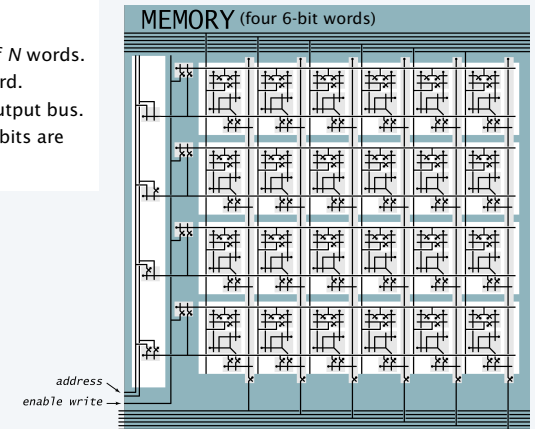 MEMORY (four 6-bit words)
f N words.
rd.
utput bus.
bits are
address
enable write